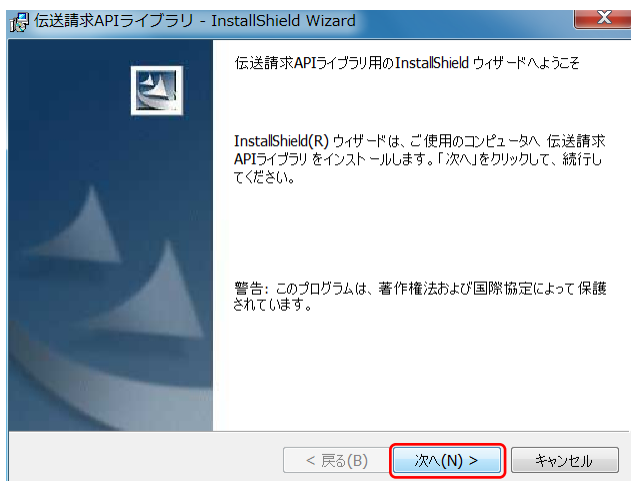 伝送請求APIライブラリ - InstallShield Wizard
伝送請求APIライブラリ用のInstallShield ウィザードへようこそ
InstallShield(R) ウィザードは、ご使用のコンピュータへ 伝送請求
APIライブラリ をインストールします。「次へ」をクリックして、続行し
てください。
警告: このプログラムは、著作権法および国際協定によって保護
されています。
< 戻る(B)
次へ(N) >
キャンセル